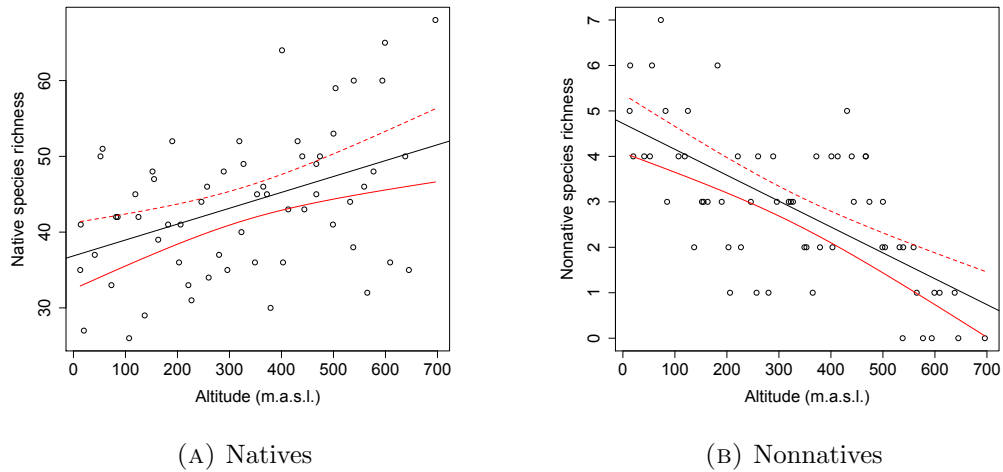 Native species richness
30 40 50 60
0 100 200 300 400 500 600 700
Altitude (m.a.s.l.)
(A) Natives
Nonnative species richness
0 1 2 3 4 5 6 7
0 100 200 300 400 500 600 700
Altitude (m.a.s.l.)
(B) Nonnatives